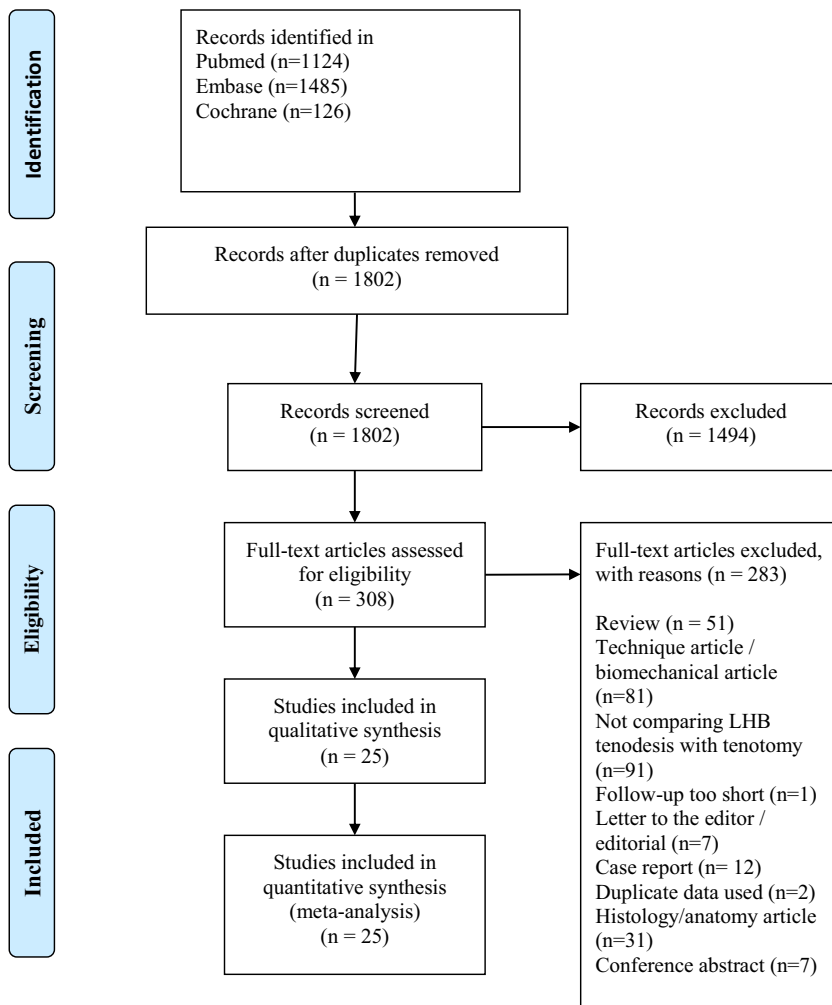 Identification
Records identified in
Pubmed (n=1124)
Embase (n=1485)
Cochrane (n=126)
Records after duplicates removed
(n = 1802)
Screening
Records screened
(n = 1802)
Records excluded
(n = 1494)
Eligibility
Full-text articles assessed
for eligibility
(n = 308)
Full-text articles excluded,
with reasons (n = 283)
Review (n = 51)
Technique article /
biomechanical article
(n=81)
Not comparing LHB
tenodesis with tenotomy
(n=91)
Follow-up too short (n=1)
Letter to the editor /
editorial (n=7)
Case report (n= 12)
Duplicate data used (n=2)
Histology/anatomy article
(n=31)
Conference abstract (n=7)
Studies included in
qualitative synthesis
(n = 25)
Included
Studies included in
quantitative synthesis
(meta-analysis)
(n = 25)